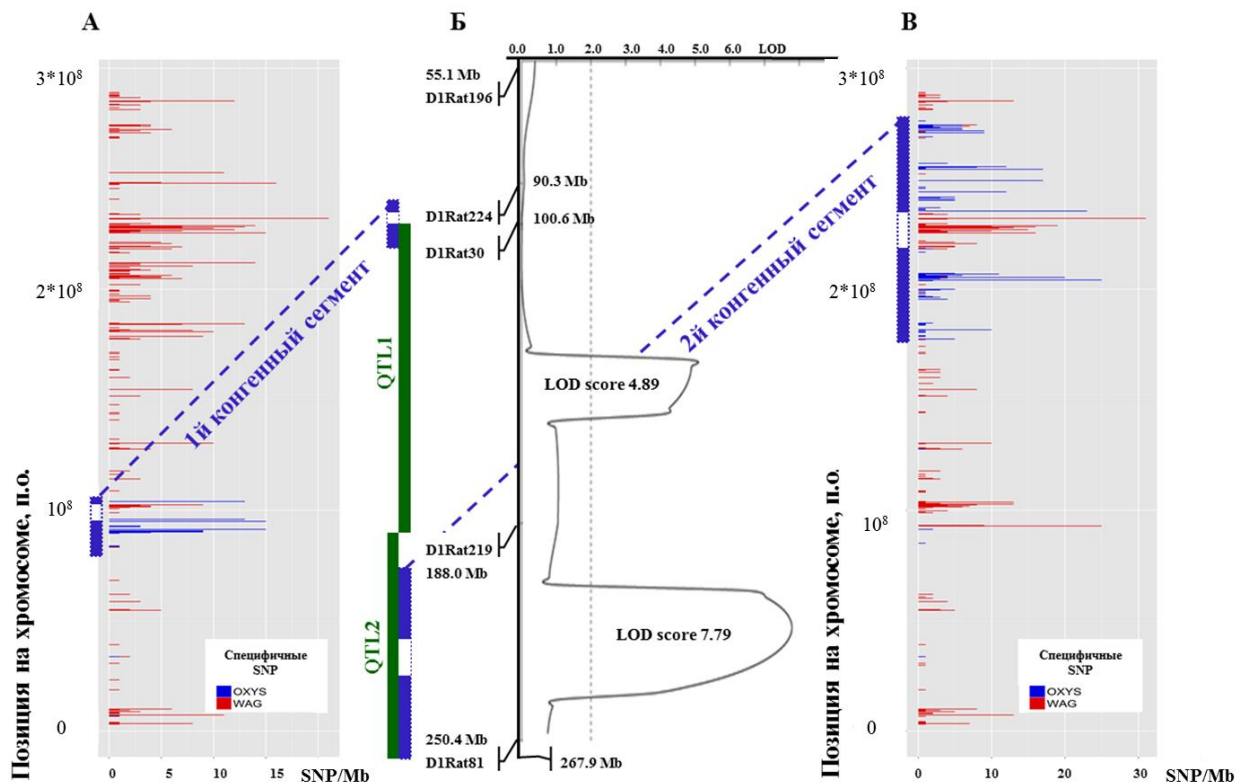 А
Б
В
3*10⁸
2*10⁸
10⁸
0
Позиция на хромосоме, п.о.
1й конгенный сегмент
Специфичные
SNP
OXYS
WAG
0
5
10
15
20
SNP/Mb
QTL1
QTL2
0.0 1.0 2.0 3.0 4.0 5.0 6.0 LOD
55.1 Mb
D1Rat196
90.3 Mb
D1Rat224
100.6 Mb
D1Rat30
LOD score 4.89
D1Rat219
188.0 Mb
LOD score 7.79
250.4 Mb
D1Rat81
267.9 Mb
2й конгенный сегмент
3*10⁸
2*10⁸
10⁸
0
Позиция на хромосоме, п.о.
Специфичные
SNP
OXYS
WAG
0
10
20
30
SNP/Mb